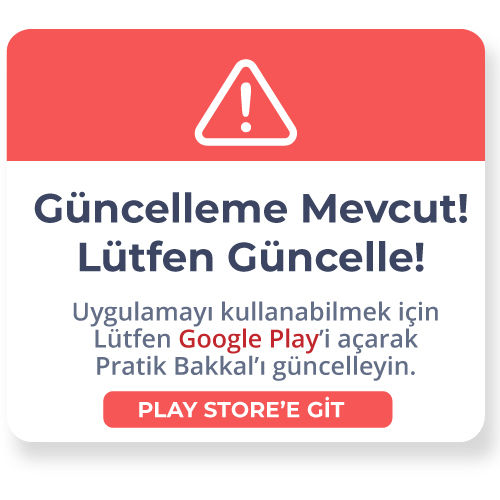 Güncelleme Mevcut!
Lütfen Güncelle!
Uygulamayı kullanabilmek için
Lütfen Google Play'i açarak
Pratik Bakkal'ı güncelleyin.
PLAY STORE'E GİT